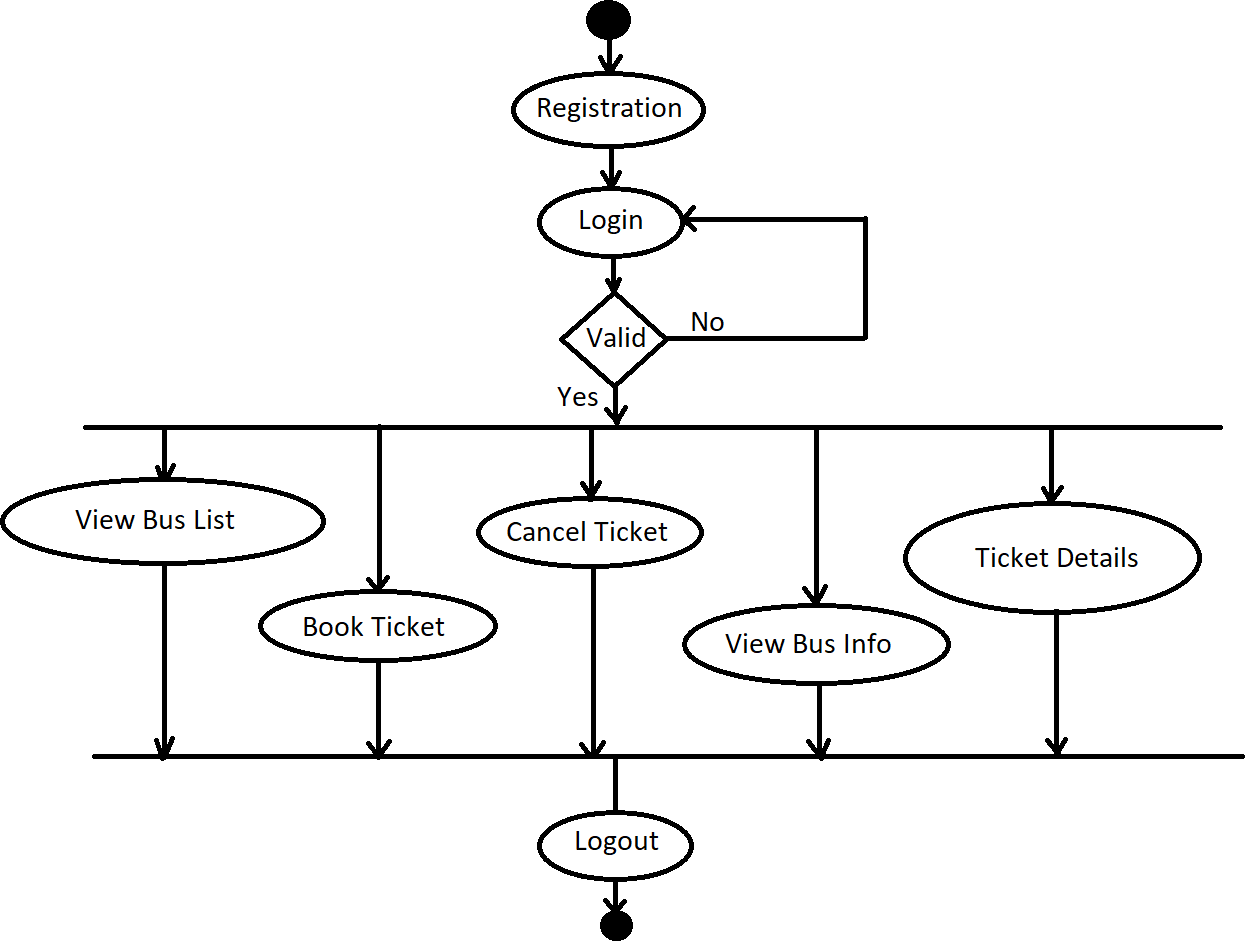 Registration
Login
Valid
No
Yes
View Bus List
Cancel Ticket
Ticket Details
Book Ticket
View Bus Info
Logout